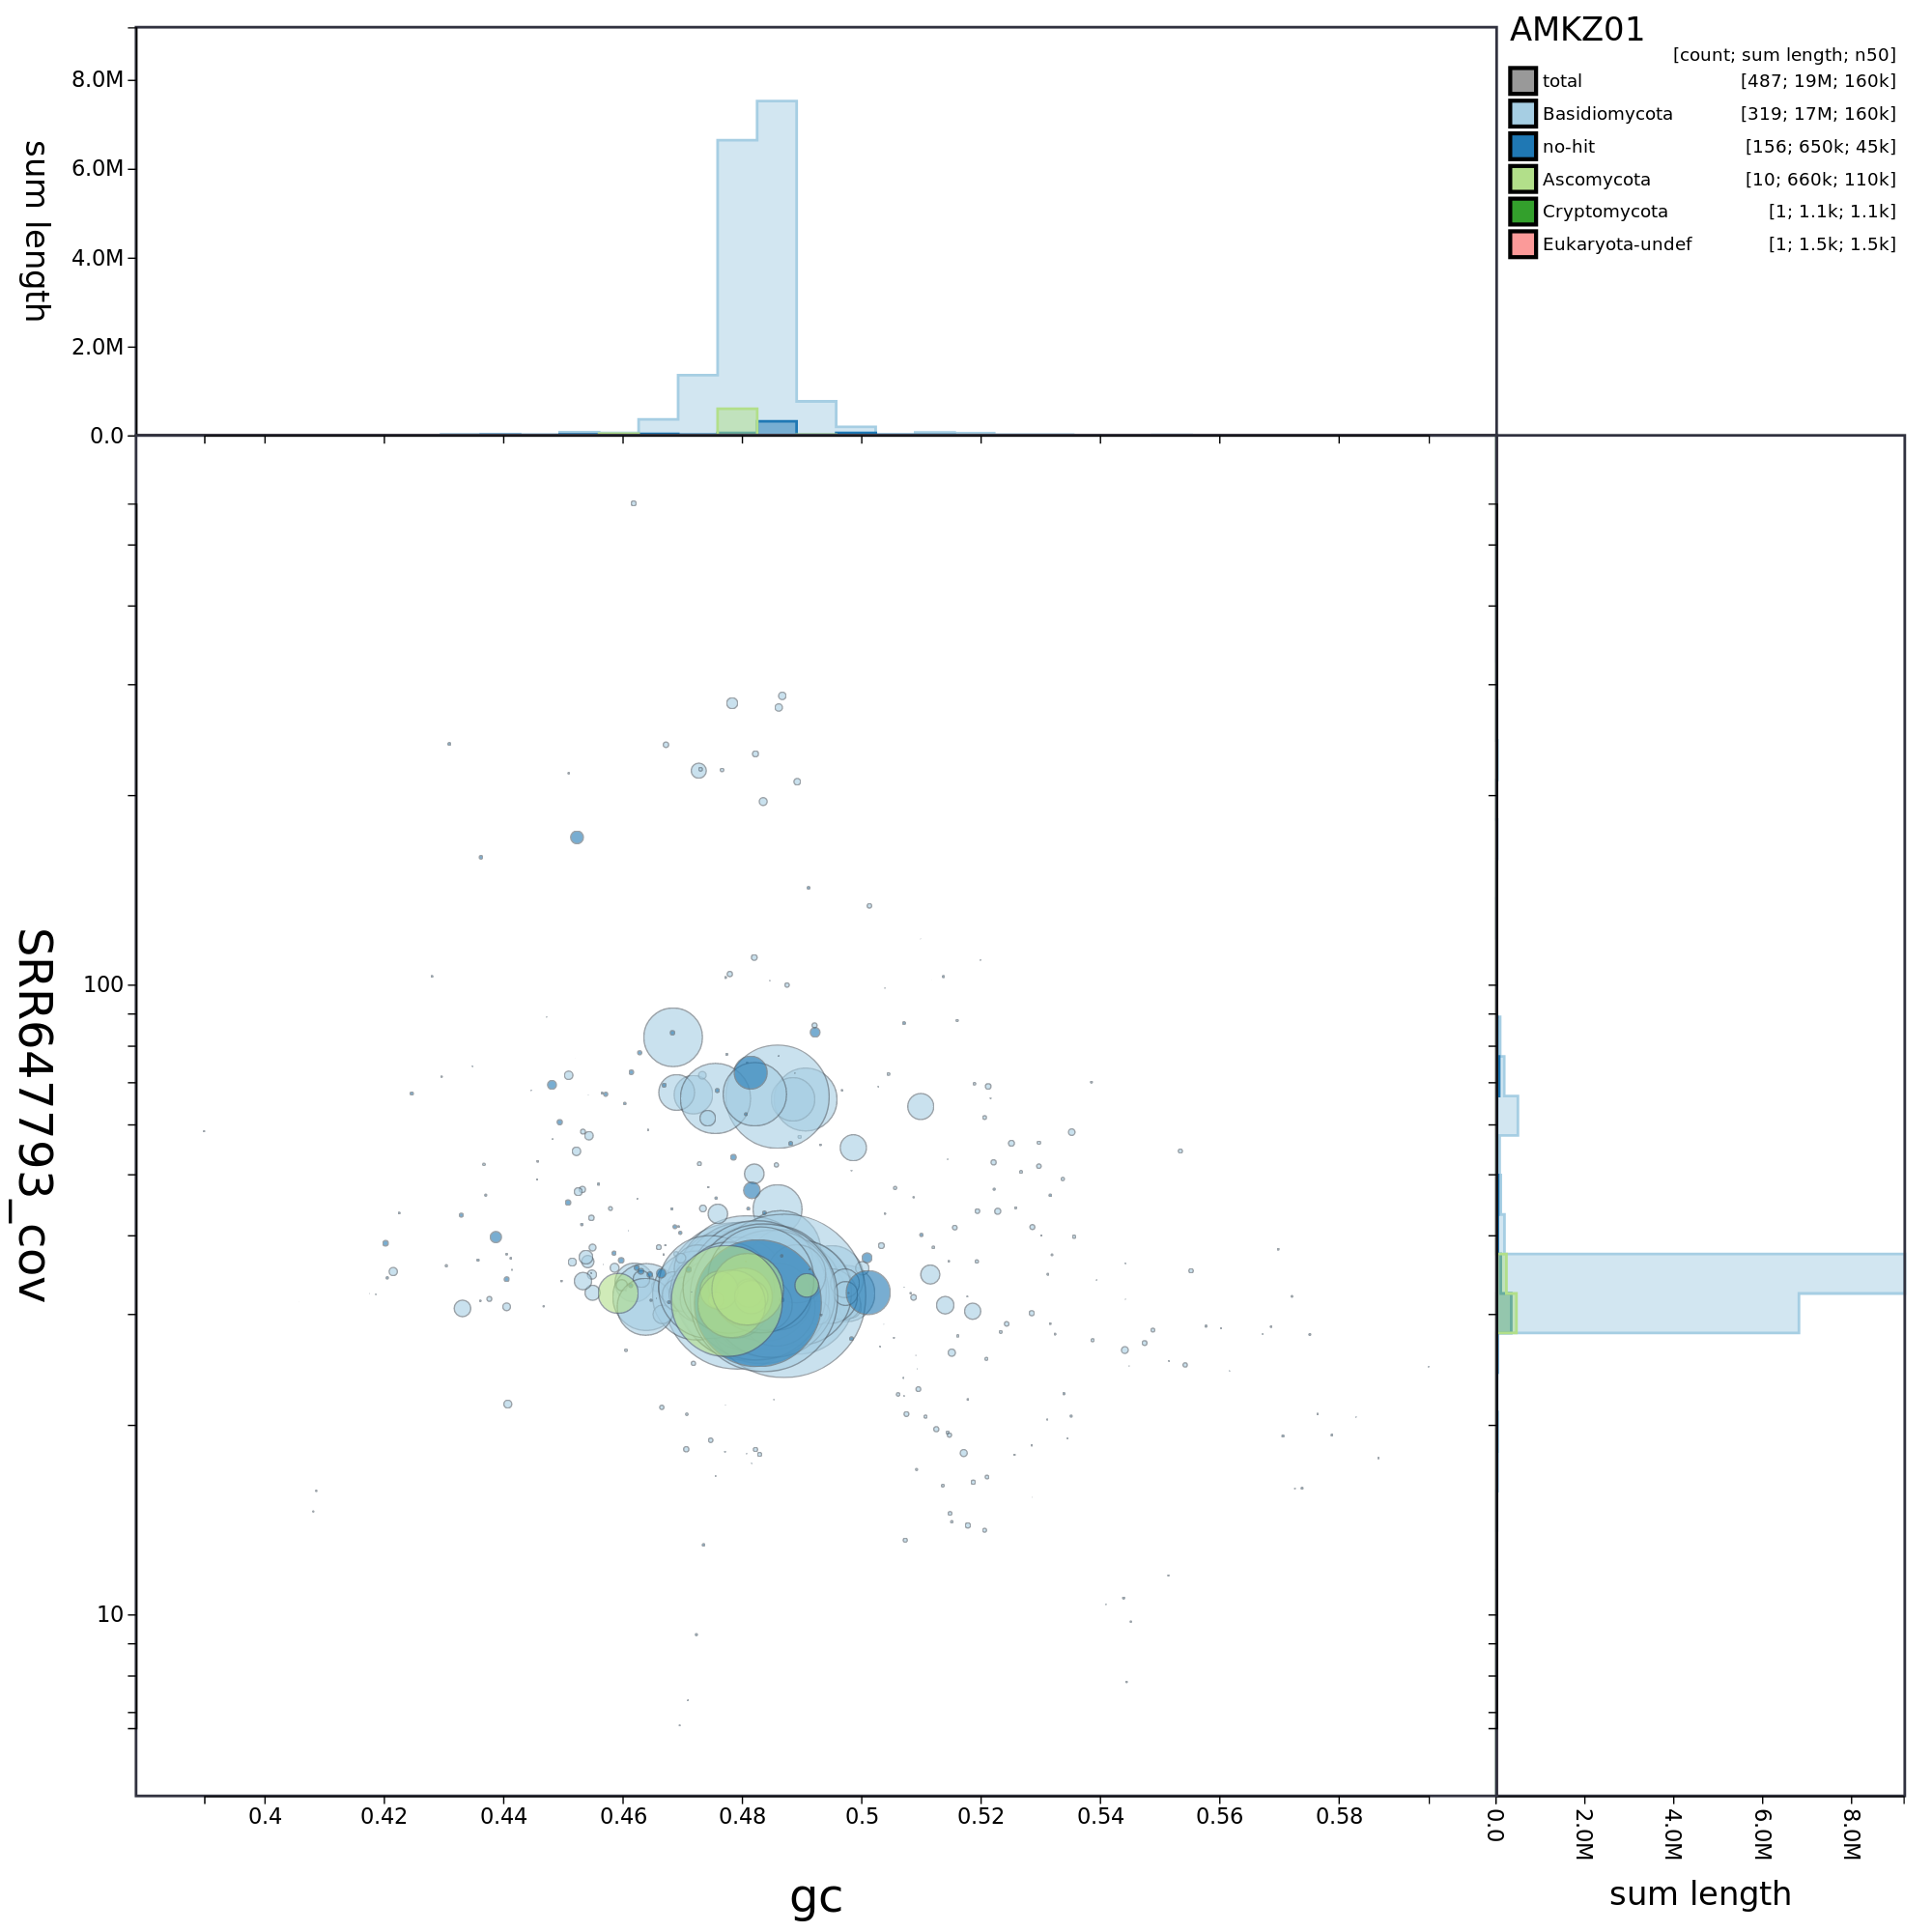 AMKZ01
[count; sum length; n50]
total [487; 19M; 160k]
Basidiomycota [319; 17M; 160k]
no-hit [156; 650k; 45k]
Ascomycota [10; 660k; 110k]
Cryptomycota [1; 1.1k; 1.1k]
Eukaryota-undef [1; 1.5k; 1.5k]
sum length
8.0M
6.0M
4.0M
2.0M
0.0
SRR647793_cov
100
10
0.4 0.42 0.44 0.46 0.48 0.5 0.52 0.54 0.56 0.58
gc
0.0 2.0M 4.0M 6.0M 8.0M
sum length